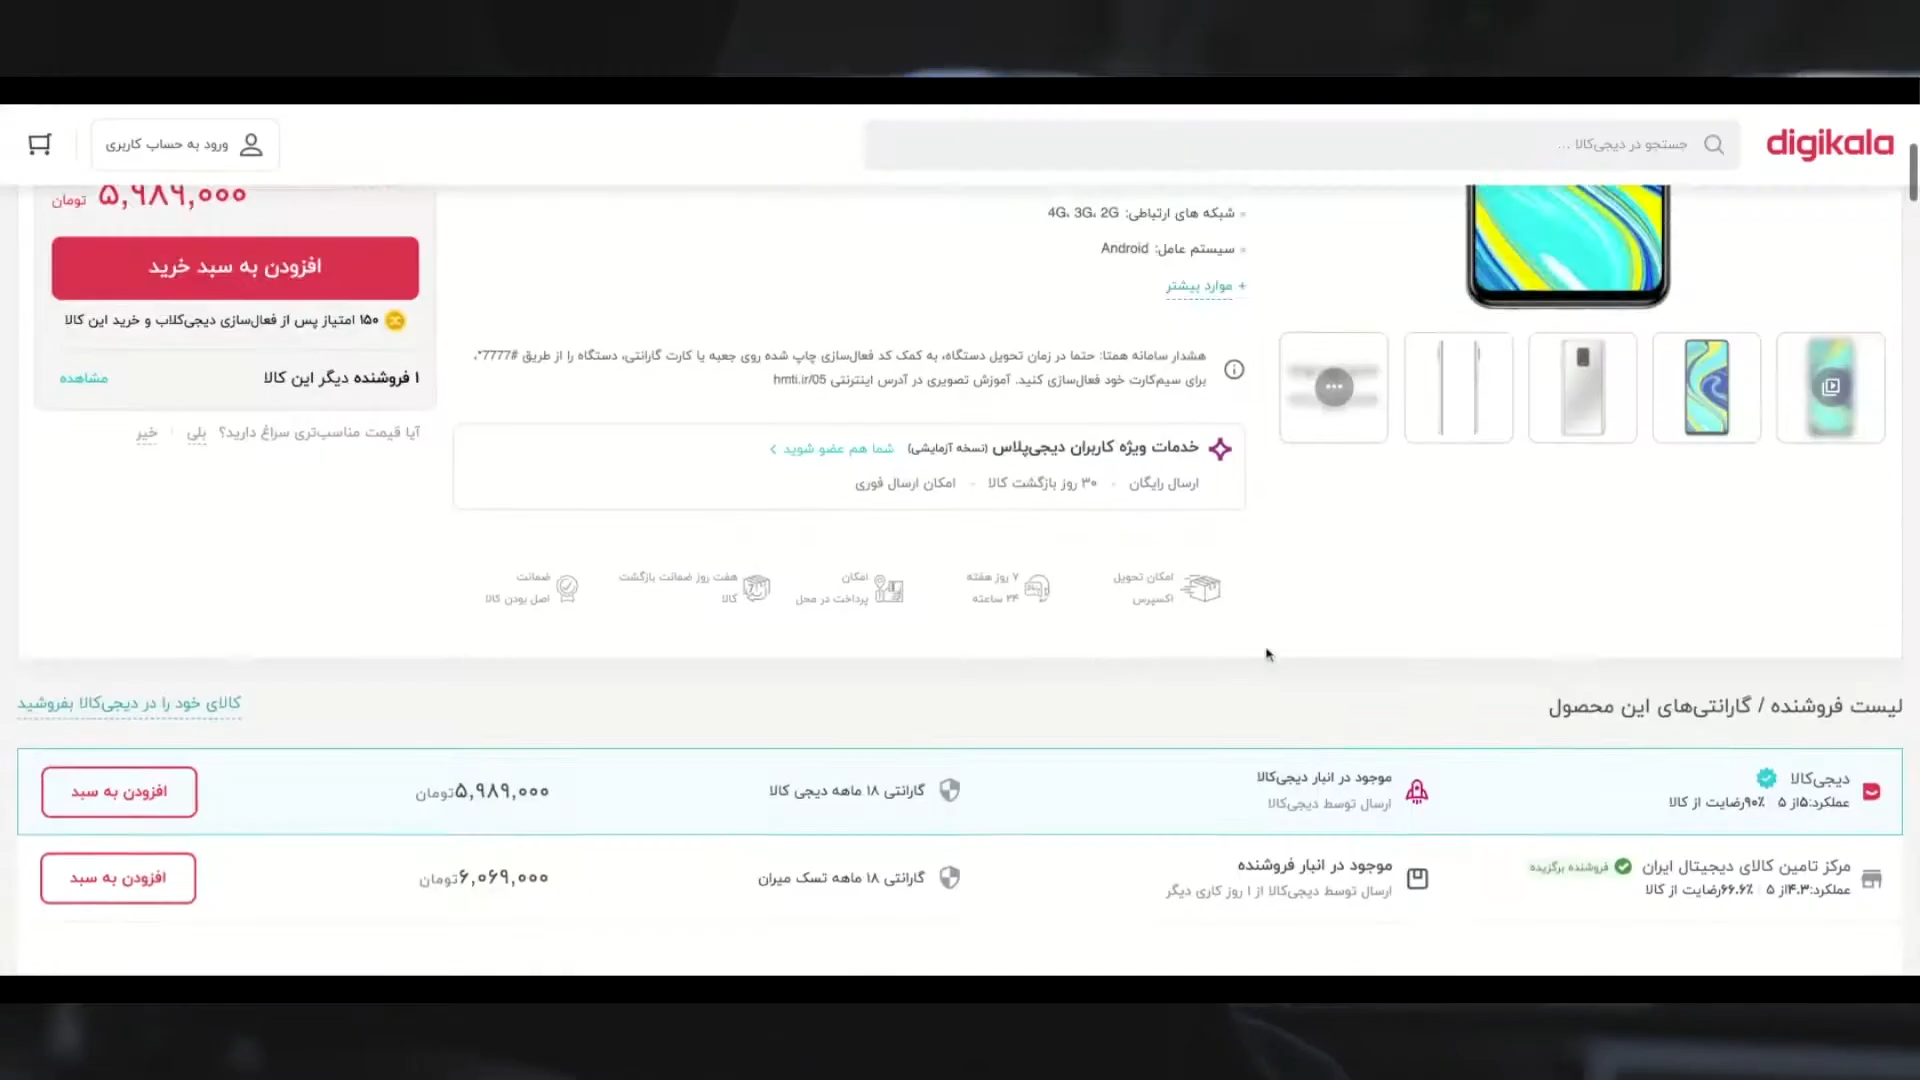 digikala
جستجو در دیجی‌کالا ...
ورود به حساب کاربری
شبکه های ارتباطی: 4G، 3G، 2G
سیستم عامل: Android
+ موارد بیشتر
هشدار سامانه همتا: حتما در زمان تحویل دستگاه، به کمک کد فعال‌سازی چاپ شده روی جعبه یا کارت گارانتی، دستگاه را از طریق #7777*،
برای سیم‌کارت خود فعال‌سازی کنید. آموزش تصویری در آدرس اینترنتی hmti.ir/05
خدمات ویژه کاربران دیجی‌پلاس (نسخه آزمایشی) شما هم عضو شوید
ارسال رایگان - ۳۰ روز بازگشت کالا - امکان ارسال فوری
۵,۹۸۹,۰۰۰ تومان
افزودن به سبد خرید
۱۵۰ امتیاز پس از فعال‌سازی دیجی‌کلاب و خرید این کالا
۱ فروشنده دیگر این کالا مشاهده
آیا قیمت مناسب‌تری سراغ دارید؟ بلی خیر
امکان تحویل
اکسپرس
۷ روز هفته
۲۴ ساعته
امکان
پرداخت در محل
هفت روز ضمانت بازگشت
کالا
ضمانت
اصل بودن کالا
لیست فروشنده / گارانتی‌های این محصول
کالای خود را در دیجی‌کالا بفروشید
دیجی‌کالا
عملکرد:۵از ۵ ۹۰٪رضایت از کالا
موجود در انبار دیجی‌کالا
ارسال توسط دیجی‌کالا
گارانتی ۱۸ ماهه دیجی کالا
۵,۹۸۹,۰۰۰تومان
افزودن به سبد
مرکز تامین کالای دیجیتال ایران فروشنده برگزیده
عملکرد:۴.۳از ۵ ۶۶.۶٪رضایت از کالا
موجود در انبار فروشنده
ارسال توسط دیجی‌کالا از ۱ روز کاری دیگر
گارانتی ۱۸ ماهه تسک میران
۶,۰۶۹,۰۰۰تومان
افزودن به سبد